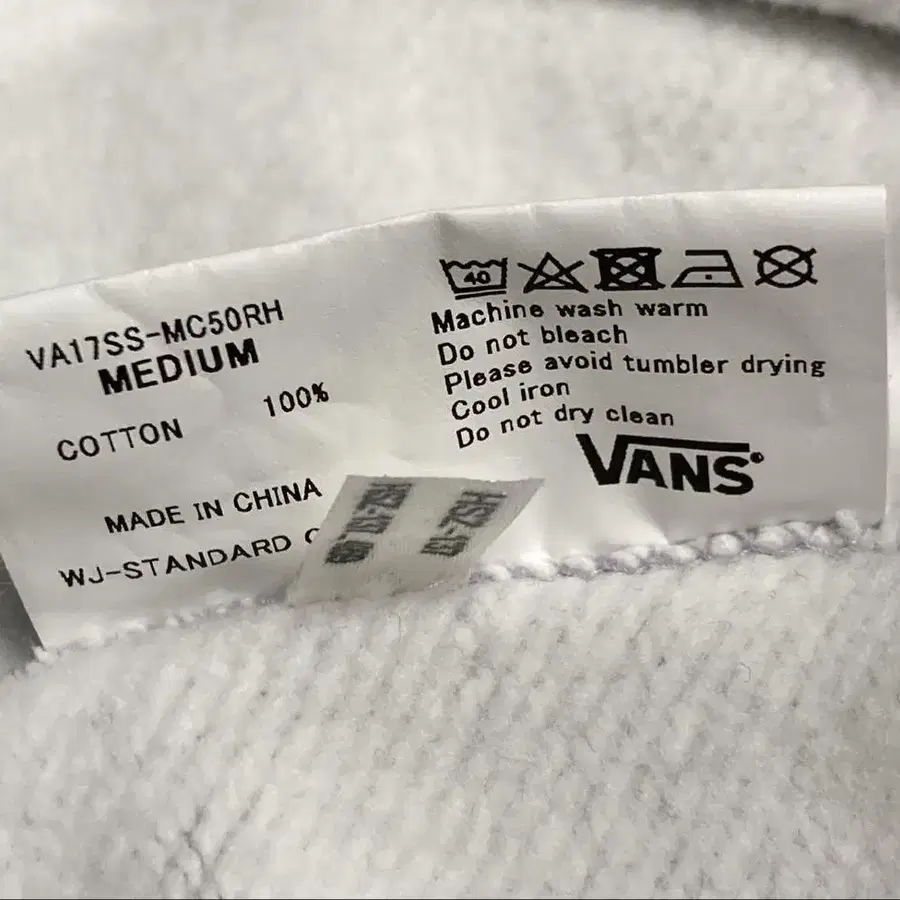 VA17SS-MC50RH
MEDIUM
COTTON 100%
MADE IN CHINA
WJ-STANDARD
40
Machine wash warm
Do not bleach
Please avoid tumbler drying
Cool iron
Do not dry clean
VANS